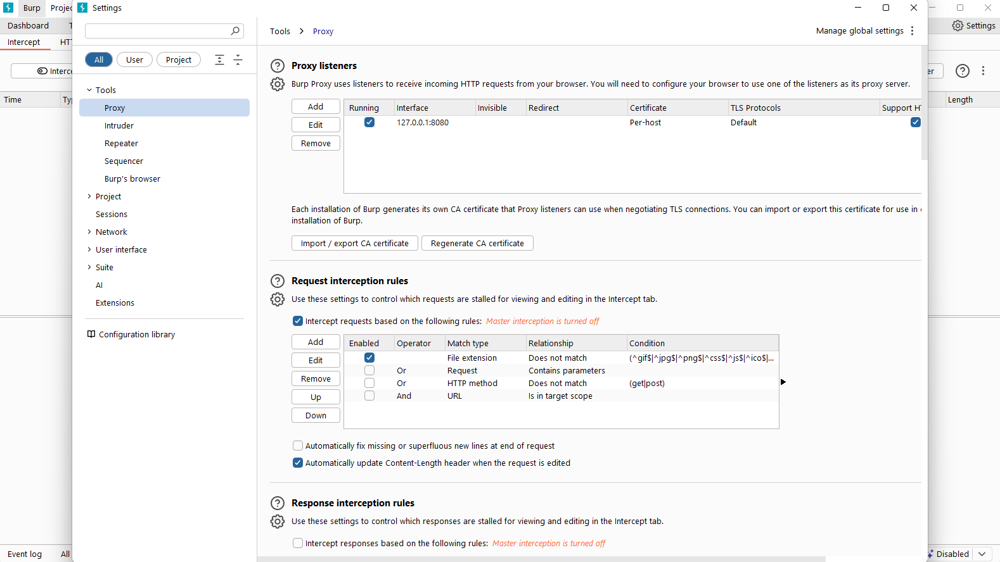 Burp
Projec
Settings
Dashboard
Settings
Intercept
HT
Interce
er
Time
Ty
Length
All
User
Project
Tools
Proxy
Intruder
Repeater
Sequencer
Burp's browser
Project
Sessions
Network
User interface
Suite
AI
Extensions
Configuration library
Tools > Proxy
Manage global settings
Proxy listeners
Burp Proxy uses listeners to receive incoming HTTP requests from your browser. You will need to configure your browser to use one of the listeners as its proxy server.
Add
Edit
Remove
Running Interface Invisible Redirect Certificate TLS Protocols Support HT
127.0.0.1:8080 Per-host Default
Each installation of Burp generates its own CA certificate that Proxy listeners can use when negotiating TLS connections. You can import or export this certificate for use in
installation of Burp.
Import / export CA certificate
Regenerate CA certificate
Request interception rules
Use these settings to control which requests are stalled for viewing and editing in the Intercept tab.
Intercept requests based on the following rules: Master interception is turned off
Add
Edit
Remove
Up
Down
Enabled Operator Match type Relationship Condition
File extension Does not match (^gif$|^jpg$|^png$|^css$|^js$|^ico$|...
Or Request Contains parameters
Or HTTP method Does not match (get|post)
And URL Is in target scope
Automatically fix missing or superfluous new lines at end of request
Automatically update Content-Length header when the request is edited
Response interception rules
Use these settings to control which responses are stalled for viewing and editing in the Intercept tab.
Intercept responses based on the following rules: Master interception is turned off
Event log
All
Disabled